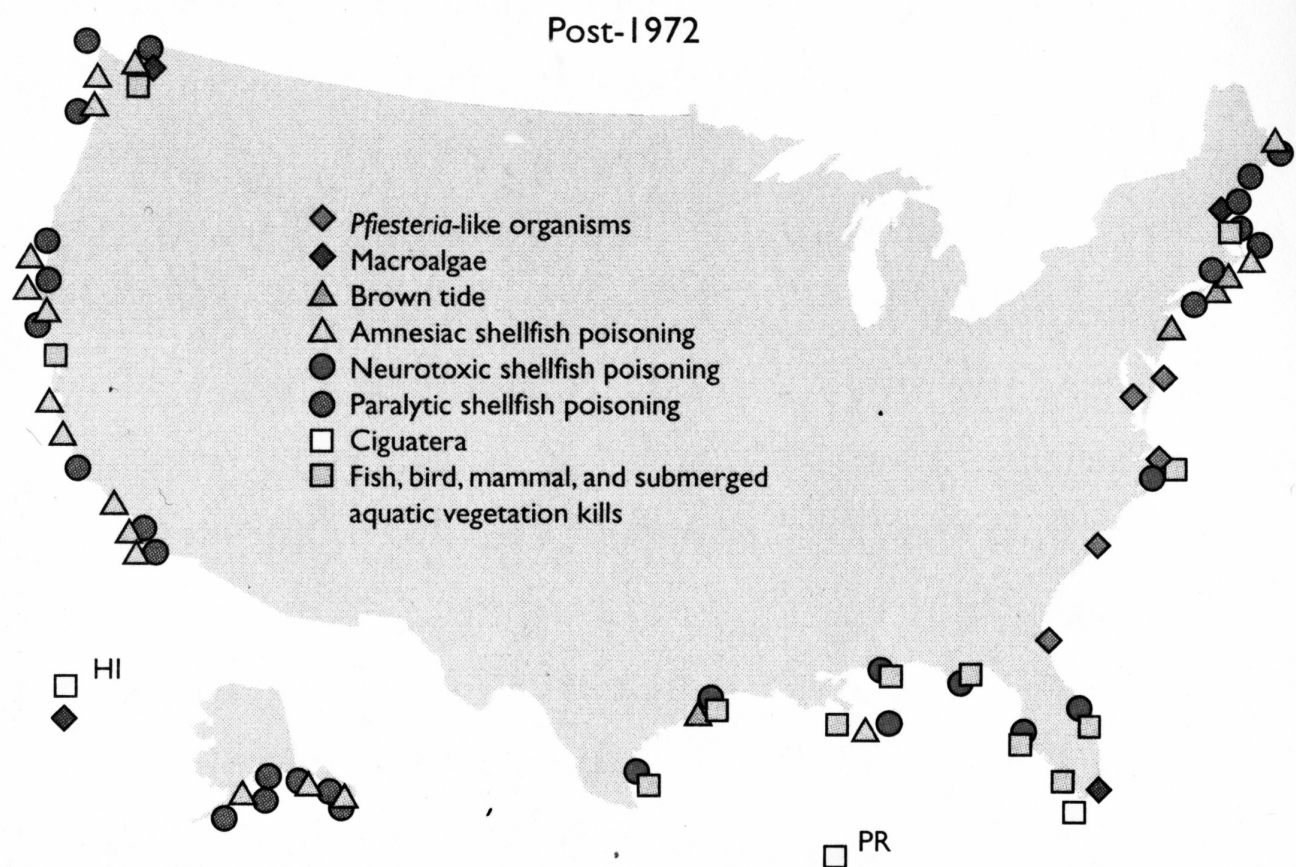 Post-1972
Pfiesteria-like organisms
Macroalgae
Brown tide
Amnesiac shellfish poisoning
Neurotoxic shellfish poisoning
Paralytic shellfish poisoning
Ciguatera
Fish, bird, mammal, and submerged
aquatic vegetation kills
HI
PR